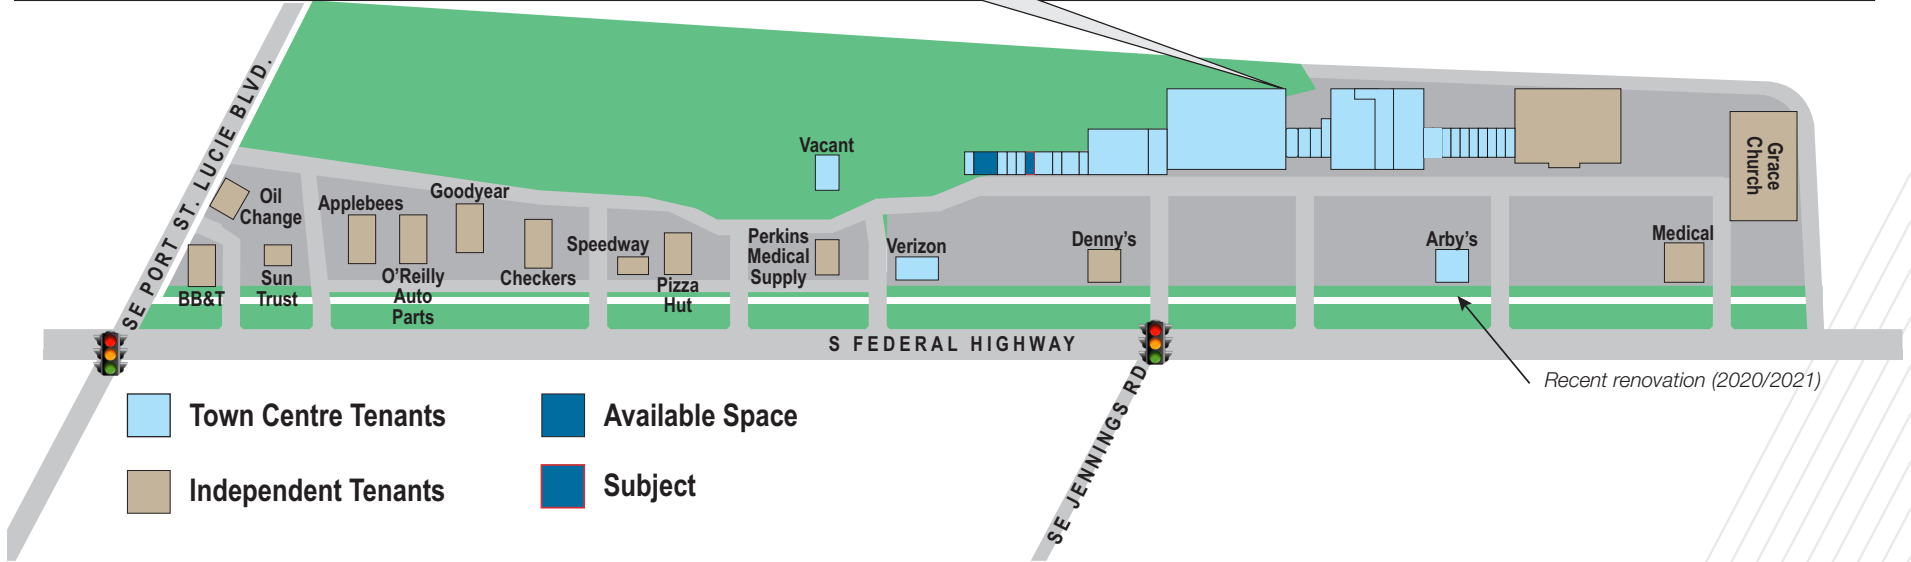 SE PORT ST. LUCIE BLVD.
Oil
Change
BB&T
Sun
Trust
Applebees
O'Reilly
Auto
Parts
Goodyear
Checkers
Speedway
Pizza
Hut
Vacant
Perkins
Medical
Supply
Verizon
Denny's
Arby's
Medical
Grace
Church
S FEDERAL HIGHWAY
SE JENNINGS RD
Recent renovation (2020/2021)
Town Centre Tenants
Available Space
Independent Tenants
Subject